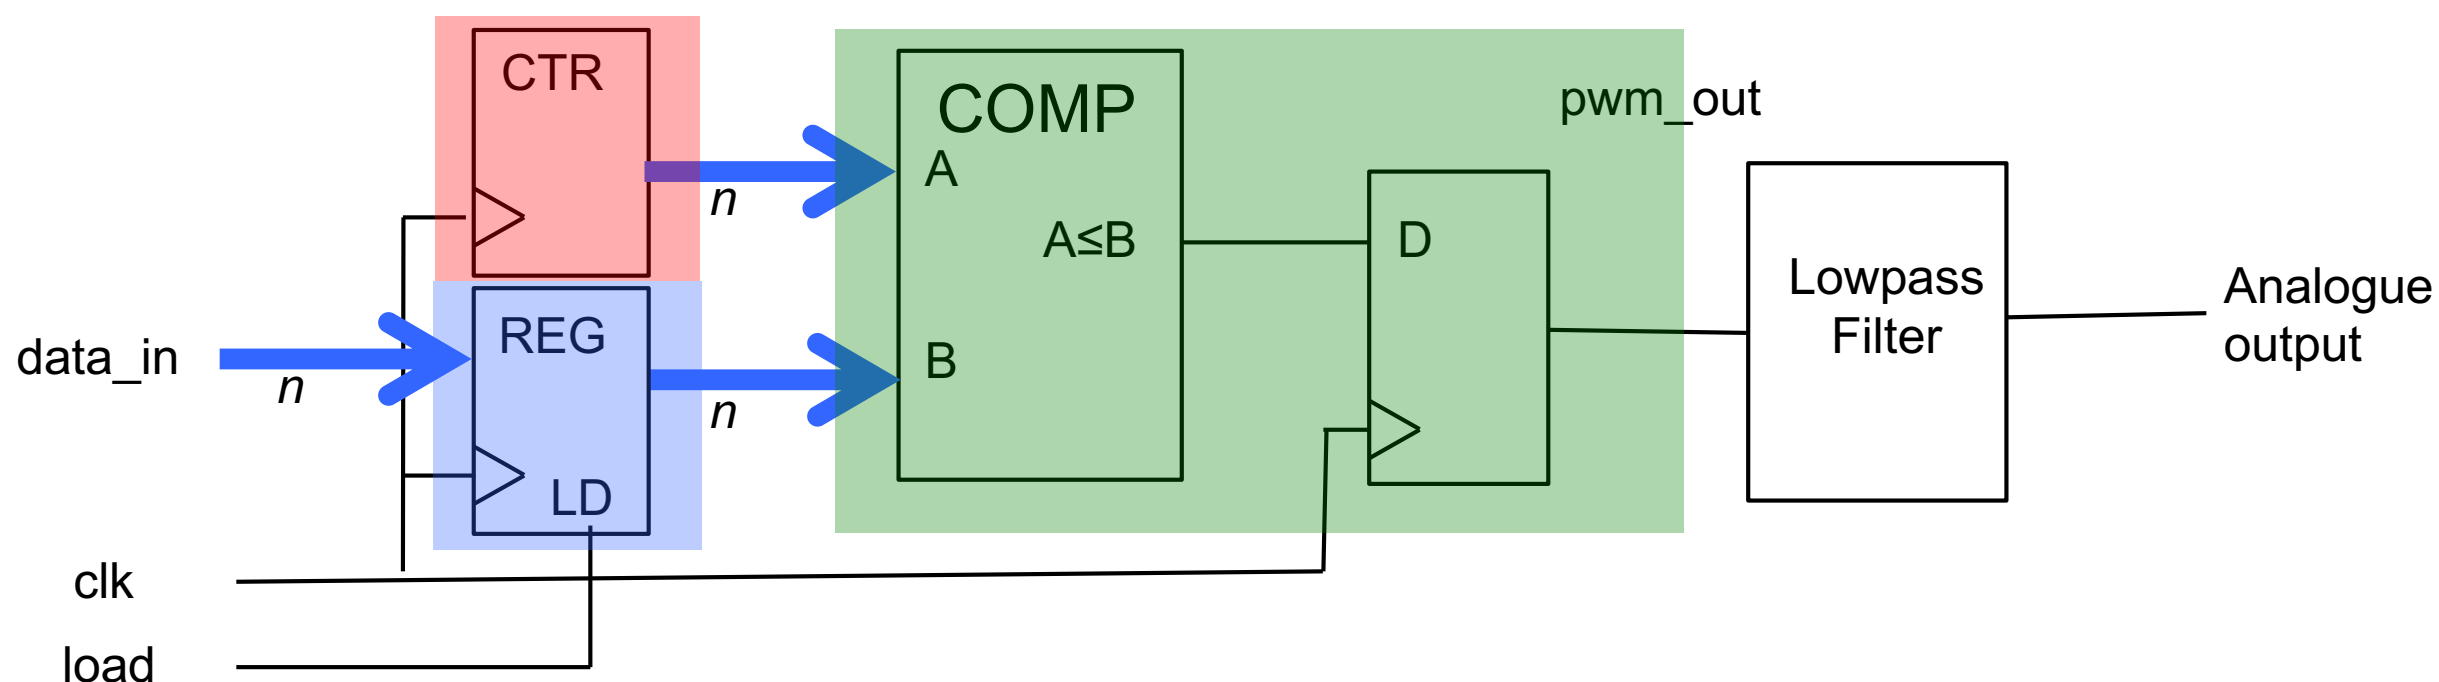 CTR
COMP
pwm_out
A
n
A≤B
D
Lowpass
Filter
Analogue
output
data_in
n
REG
B
n
LD
clk
load